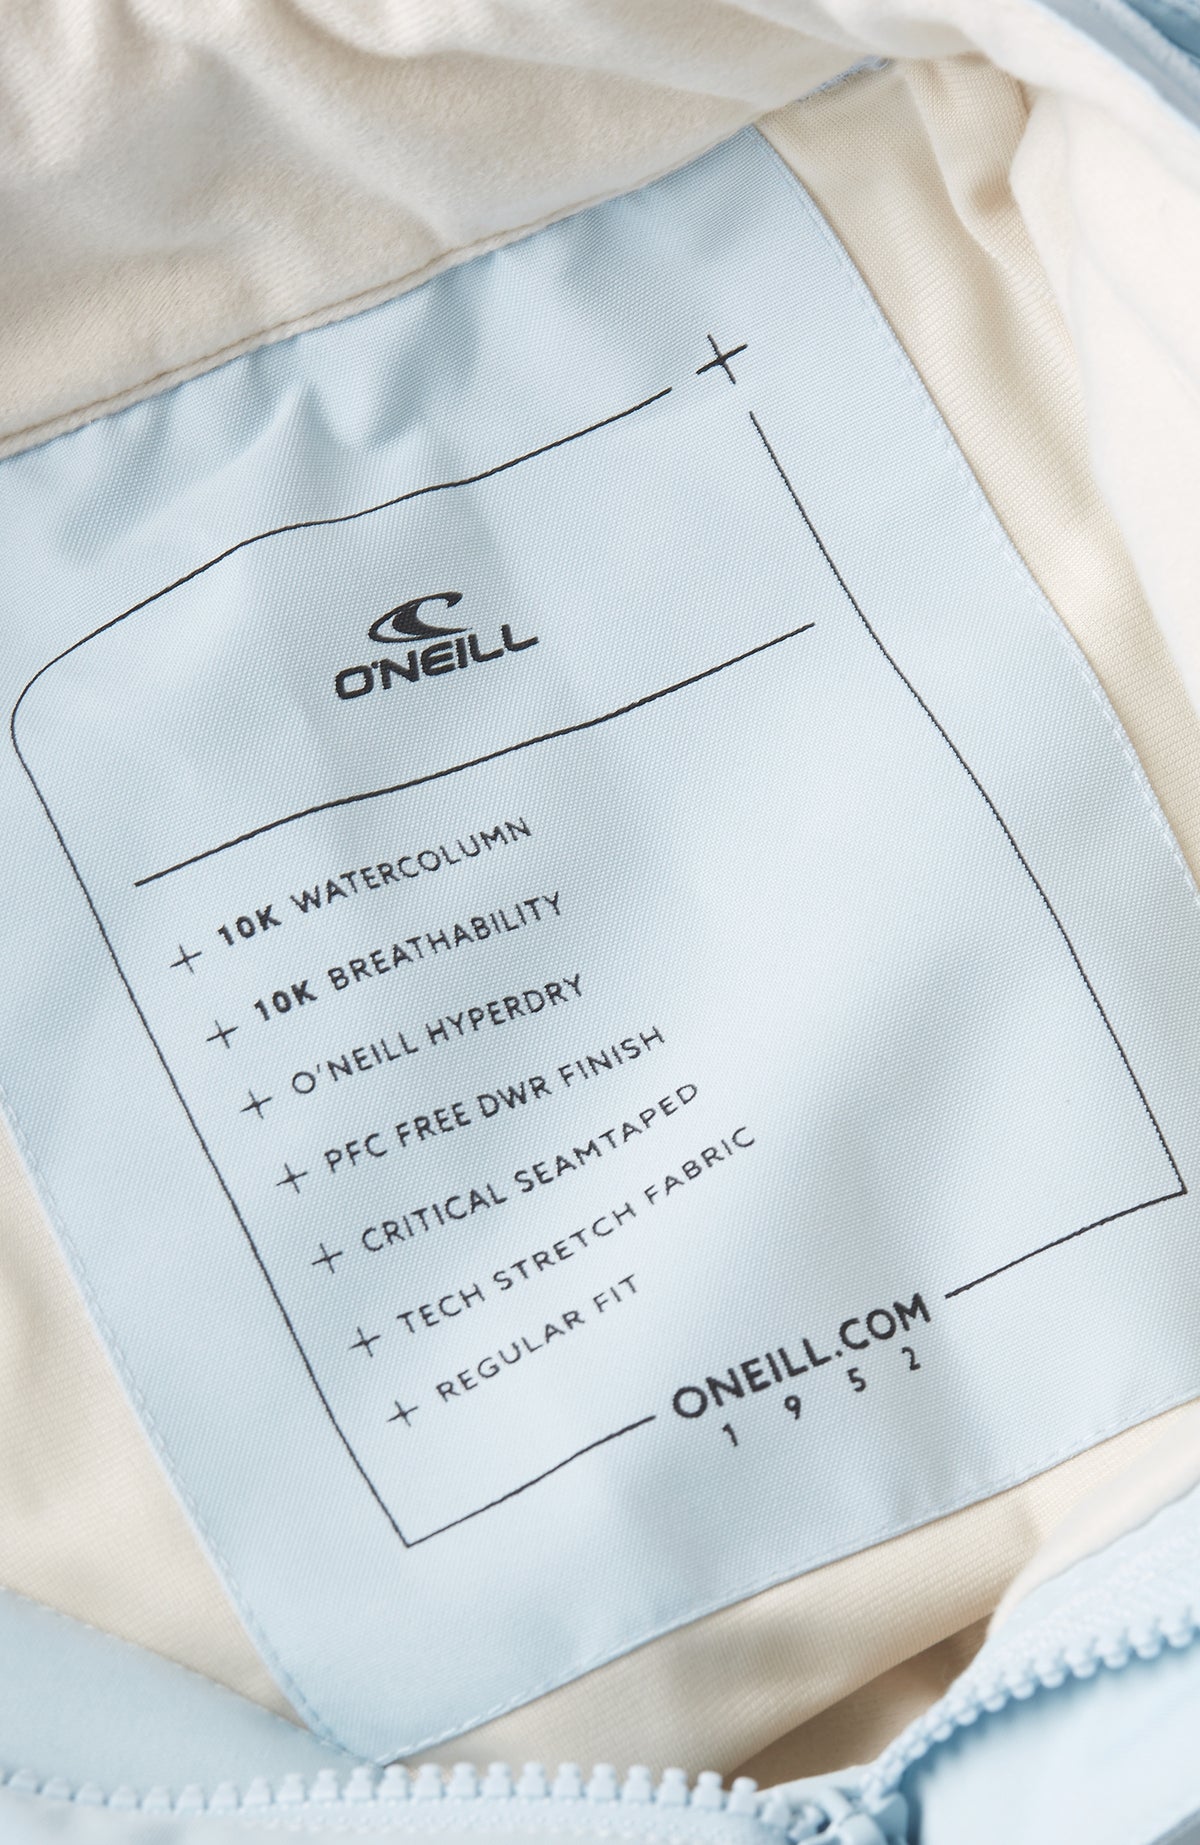 O'NEILL
+ 10K WATERCOLUMN
+ 10K BREATHABILITY
+ O'NEILL HYPERDRY
+ PFC FREE DWR FINISH
+ CRITICAL SEAMTAPED
+ TECH STRETCH FABRIC
+ REGULAR FIT
ONEILL.COM
1 9 5 2